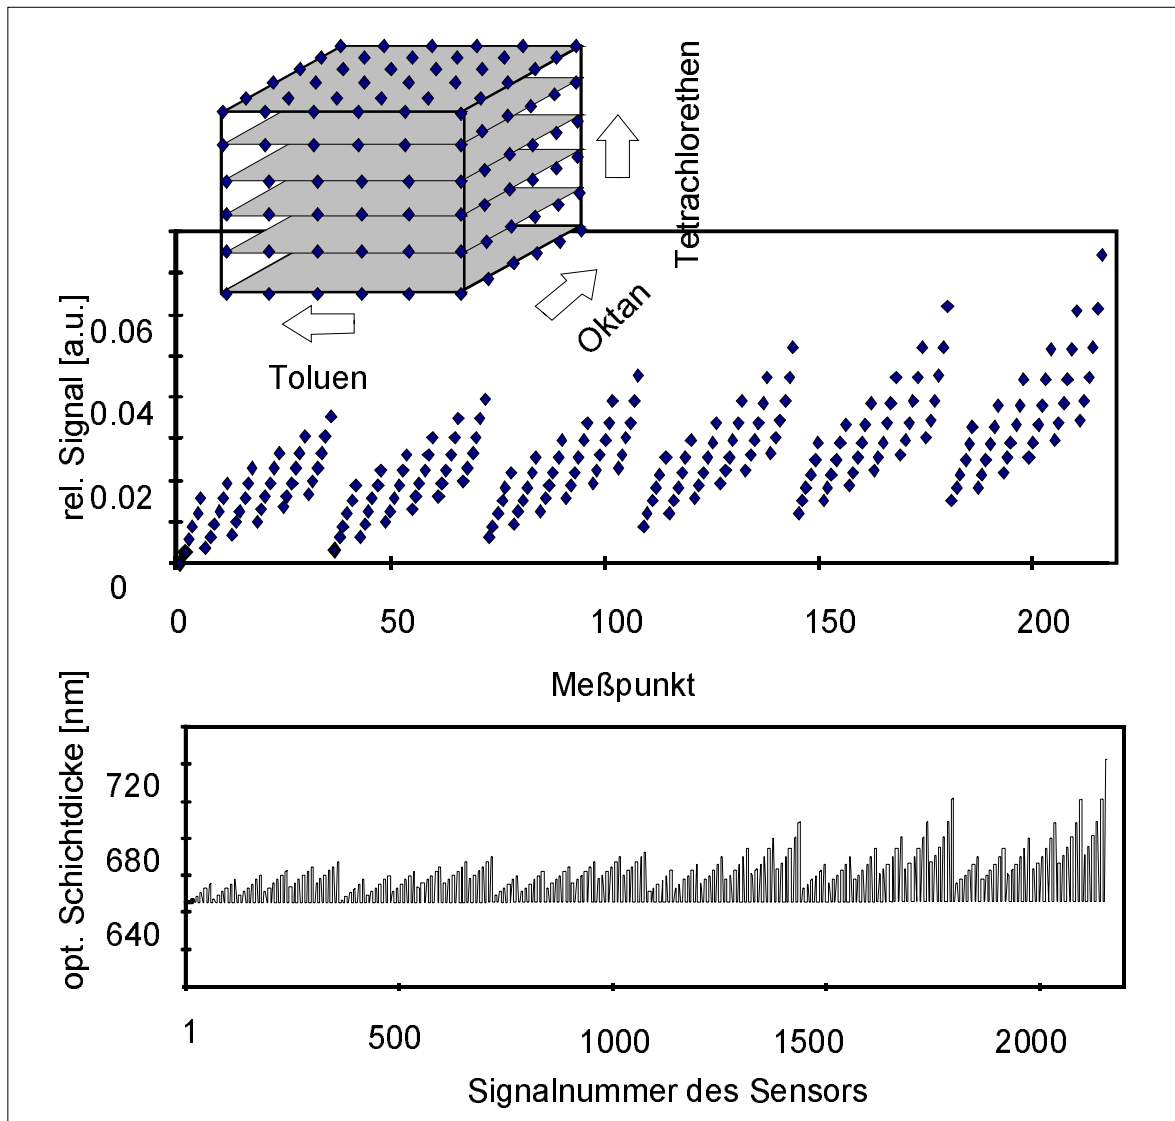 Tetrachlorethen
Oktan
Toluen
rel. Signal [a.u.]
0.06
0.04
0.02
0
0
50
100
150
200
Meßpunkt
opt. Schichtdicke [nm]
720
680
640
1
500
1000
1500
2000
Signalnummer des Sensors